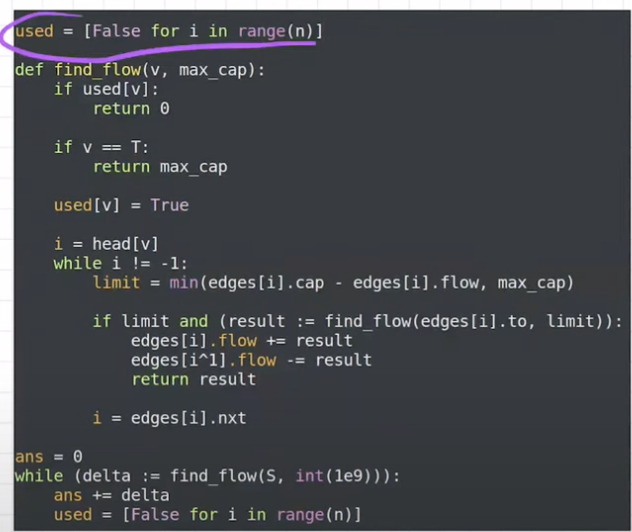 used = [False for i in range(n)]
def find_flow(v, max_cap):
    if used[v]:
        return 0
    if v == T:
        return max_cap
    used[v] = True
    i = head[v]
    while i != -1:
        limit = min(edges[i].cap - edges[i].flow, max_cap)
        if limit and (result := find_flow(edges[i].to, limit)):
            edges[i].flow += result
            edges[i^1].flow -= result
            return result
        i = edges[i].nxt
ans = 0
while (delta := find_flow(S, int(1e9))):
    ans += delta
    used = [False for i in range(n)]